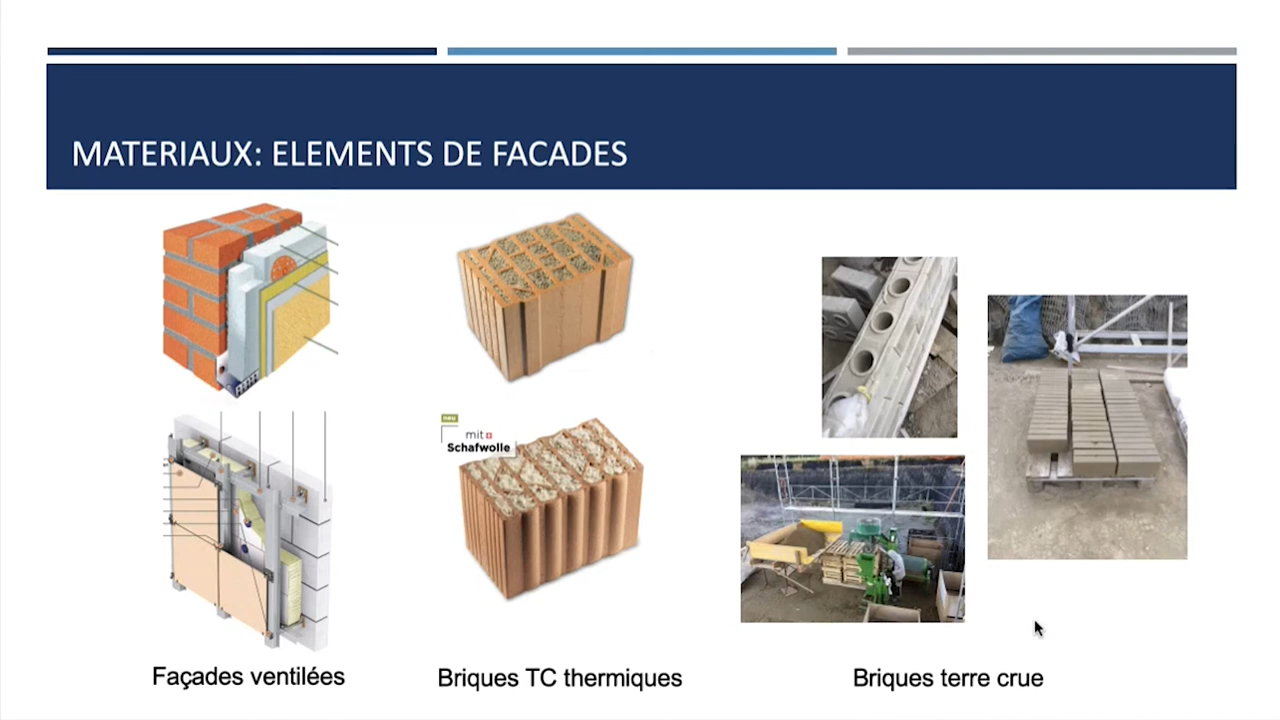 MATERIAUX: ELEMENTS DE FACADES
neu
mit
Schafwolle
Façades ventilées
Briques TC thermiques
Briques terre crue